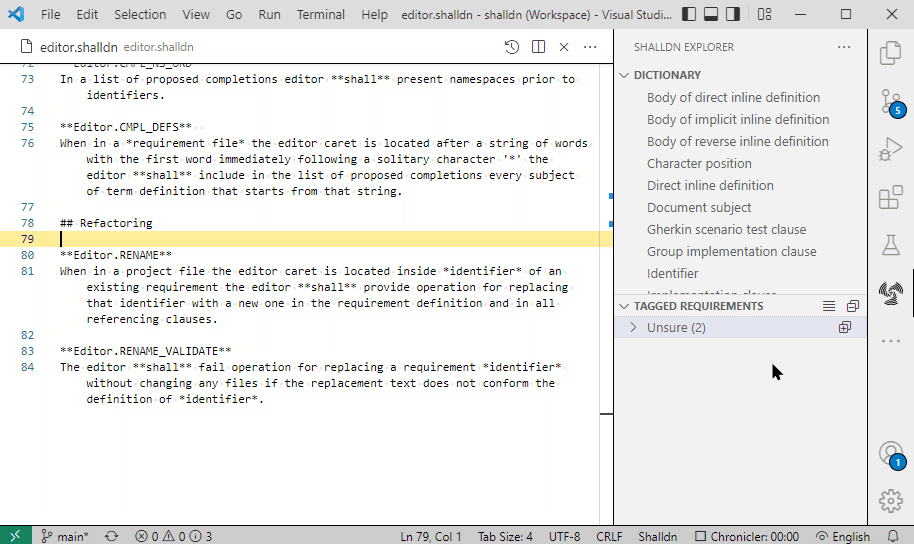 File Edit Selection View Go Run Terminal Help editor.shalldn - shalldn (Workspace) - Visual Studi...
editor.shalldn editor.shalldn
73 In a list of proposed completions editor **shall** present namespaces prior to
identifiers.
74
75 **Editor.CMPL_DEFS**
76 When in a *requirement file* the editor caret is located after a string of words
with the first word immediately following a solitary character '*' the
editor **shall** include in the list of proposed completions every subject
of term definition that starts from that string.
77
78 ## Refactoring
79
80 **Editor.RENAME**
81 When in a project file the editor caret is located inside *identifier* of an
existing requirement the editor **shall** provide operation for replacing
that identifier with a new one in the requirement definition and in all
referencing clauses.
82
83 **Editor.RENAME_VALIDATE**
84 The editor **shall** fail operation for replacing a requirement *identifier*
without changing any files if the replacement text does not conform the
definition of *identifier*.
SHALLDN EXPLORER
DICTIONARY
Body of direct inline definition
Body of implicit inline definition
Body of reverse inline definition
Character position
Direct inline definition
Document subject
Gherkin scenario test clause
Group implementation clause
Identifier
TAGGED REQUIREMENTS
Unsure (2)
5
1
main* 0 0 3 Ln 79, Col 1 Tab Size: 4 UTF-8 CRLF Shalldn Chronicler: 00:00 English